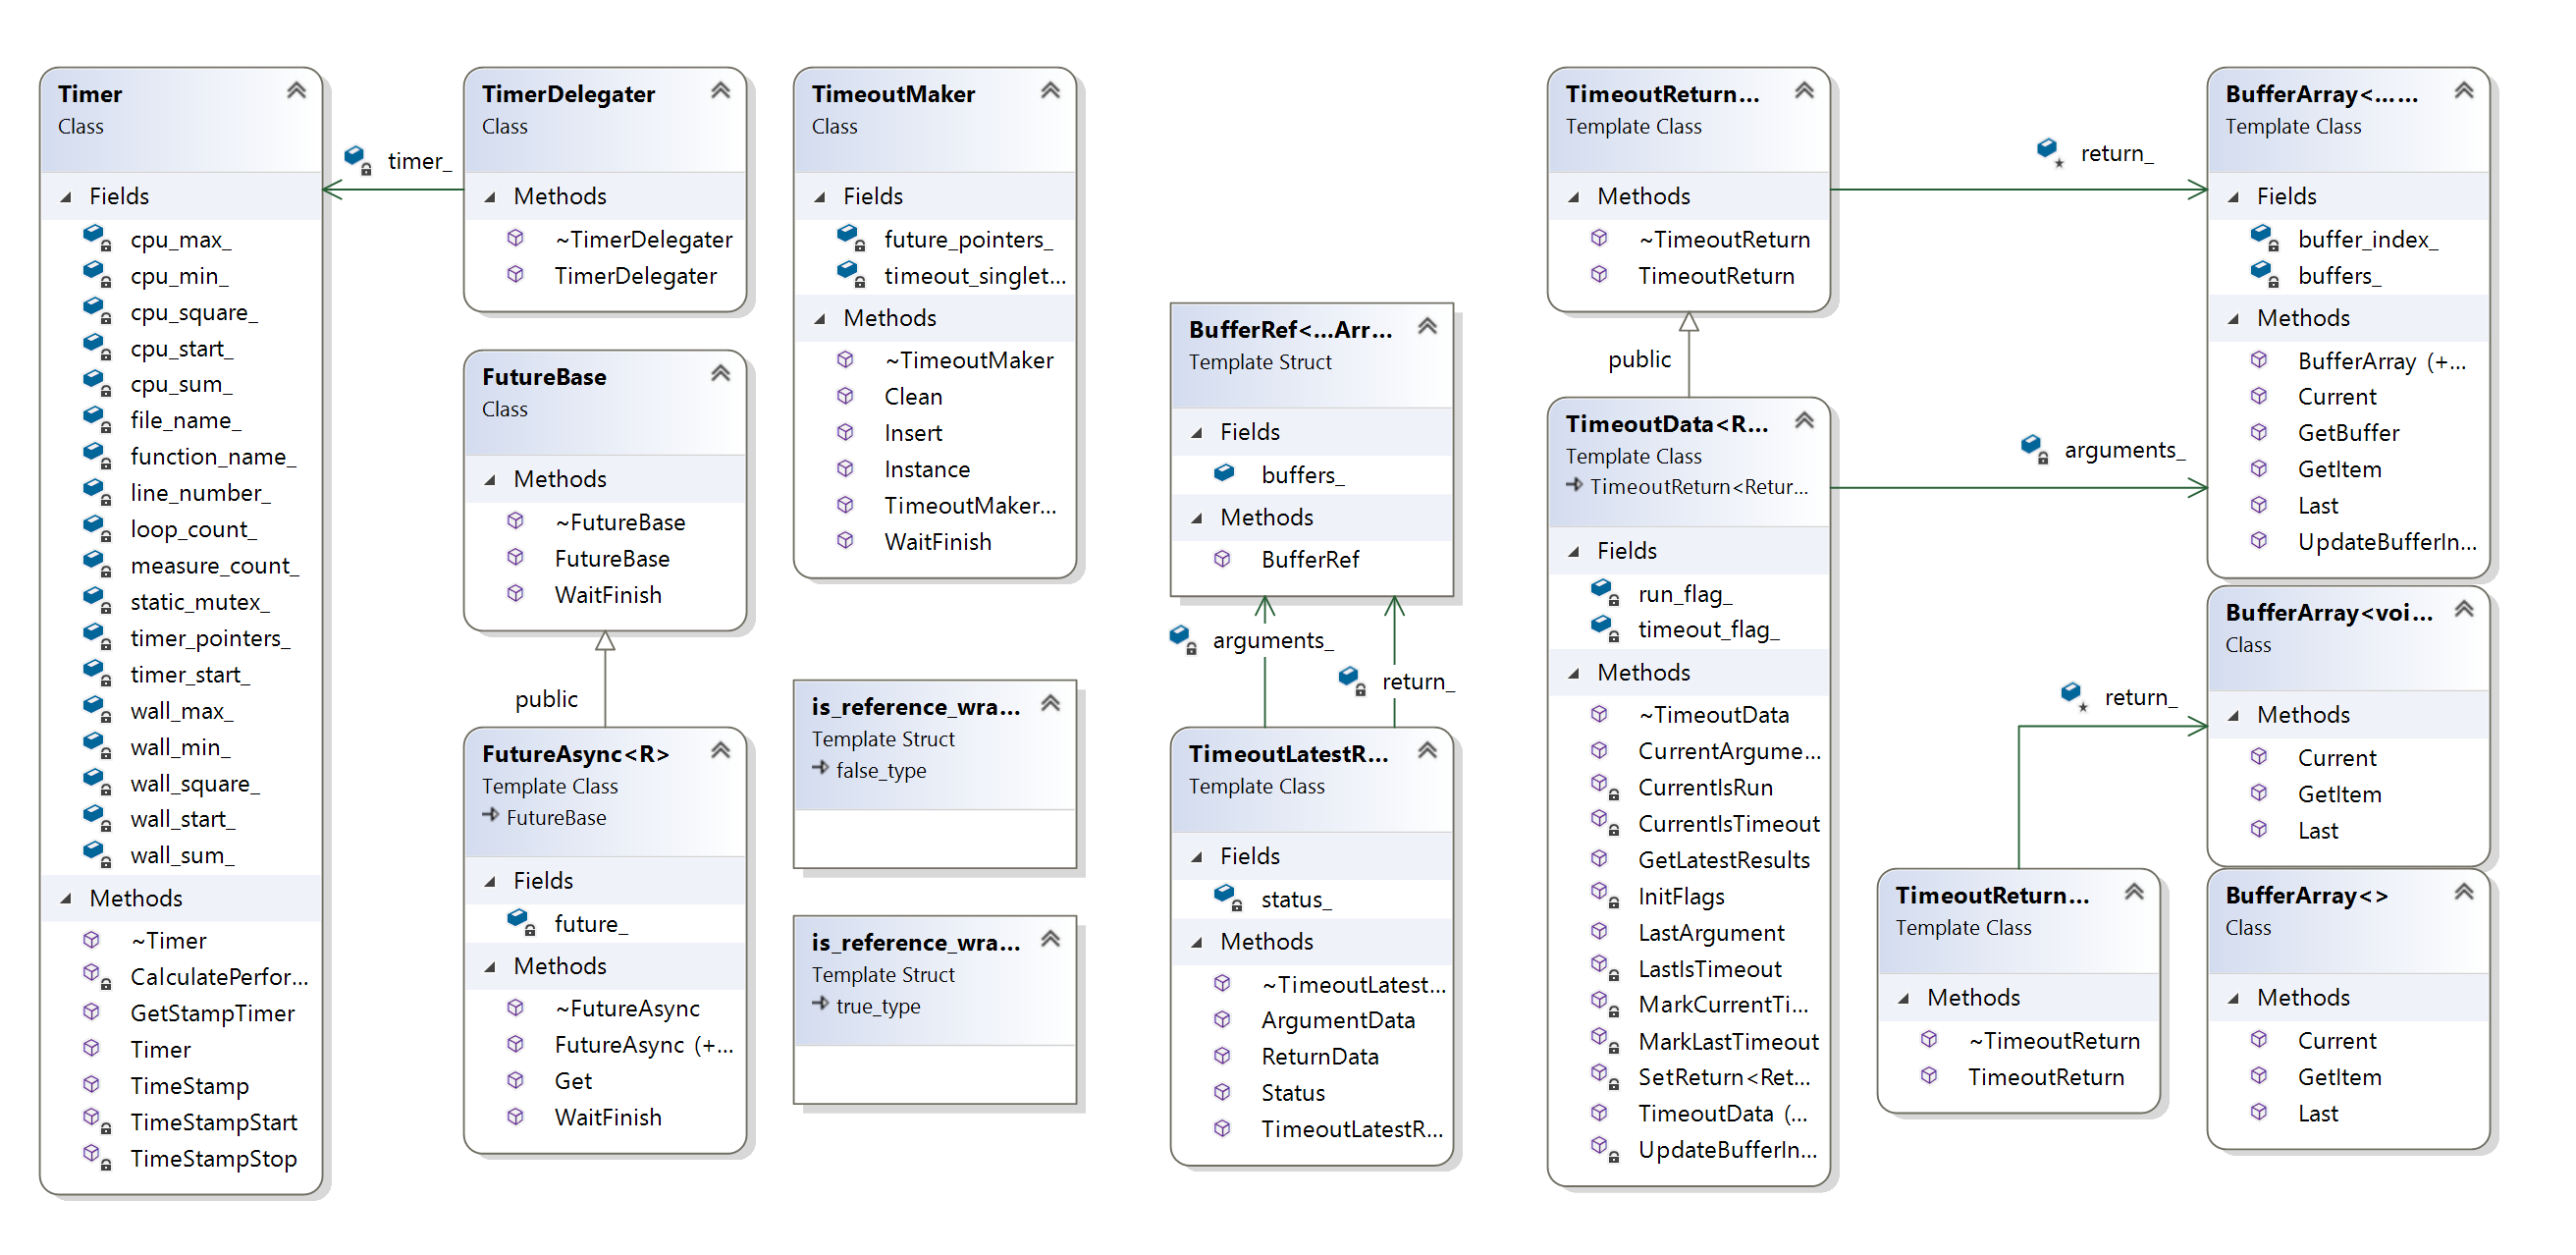 Timer
Class
Fields
cpu_max_
cpu_min_
cpu_square_
cpu_start_
cpu_sum_
file_name_
function_name_
line_number_
loop_count_
measure_count_
static_mutex_
timer_pointers_
timer_start_
wall_max_
wall_min_
wall_square_
wall_start_
wall_sum_
Methods
~Timer
CalculatePerfor...
GetStampTimer
Timer
TimeStamp
TimeStampStart
TimeStampStop
timer_
TimerDelegater
Class
Methods
~TimerDelegater
TimerDelegater
FutureBase
Class
Methods
~FutureBase
FutureBase
WaitFinish
public
FutureAsync<R>
Template Class
FutureBase
Fields
future_
Methods
~FutureAsync
FutureAsync (+...
Get
WaitFinish
TimeoutMaker
Class
Fields
future_pointers_
timeout_singlet...
Methods
~TimeoutMaker
Clean
Insert
Instance
TimeoutMaker...
WaitFinish
is_reference_wra...
Template Struct
false_type
is_reference_wra...
Template Struct
true_type
BufferRef<...Arr...
Template Struct
Fields
buffers_
Methods
BufferRef
arguments_
return_
TimeoutLatestR...
Template Class
Fields
status_
Methods
~TimeoutLatest...
ArgumentData
ReturnData
Status
TimeoutLatestR...
TimeoutReturn...
Template Class
Methods
~TimeoutReturn
TimeoutReturn
public
TimeoutData<R...
Template Class
TimeoutReturn<Retur...
Fields
run_flag_
timeout_flag_
Methods
~TimeoutData
CurrentArgume...
CurrentIsRun
CurrentIsTimeout
GetLatestResults
InitFlags
LastArgument
LastIsTimeout
MarkCurrentTi...
MarkLastTimeout
SetReturn<Ret...
TimeoutData (...
UpdateBufferIn...
return_
arguments_
return_
TimeoutReturn...
Template Class
Methods
~TimeoutReturn
TimeoutReturn
BufferArray<......
Template Class
Fields
buffer_index_
buffers_
Methods
BufferArray (+...
Current
GetBuffer
GetItem
Last
UpdateBufferIn...
BufferArray<voi...
Class
Methods
Current
GetItem
Last
BufferArray<>
Class
Methods
Current
GetItem
Last